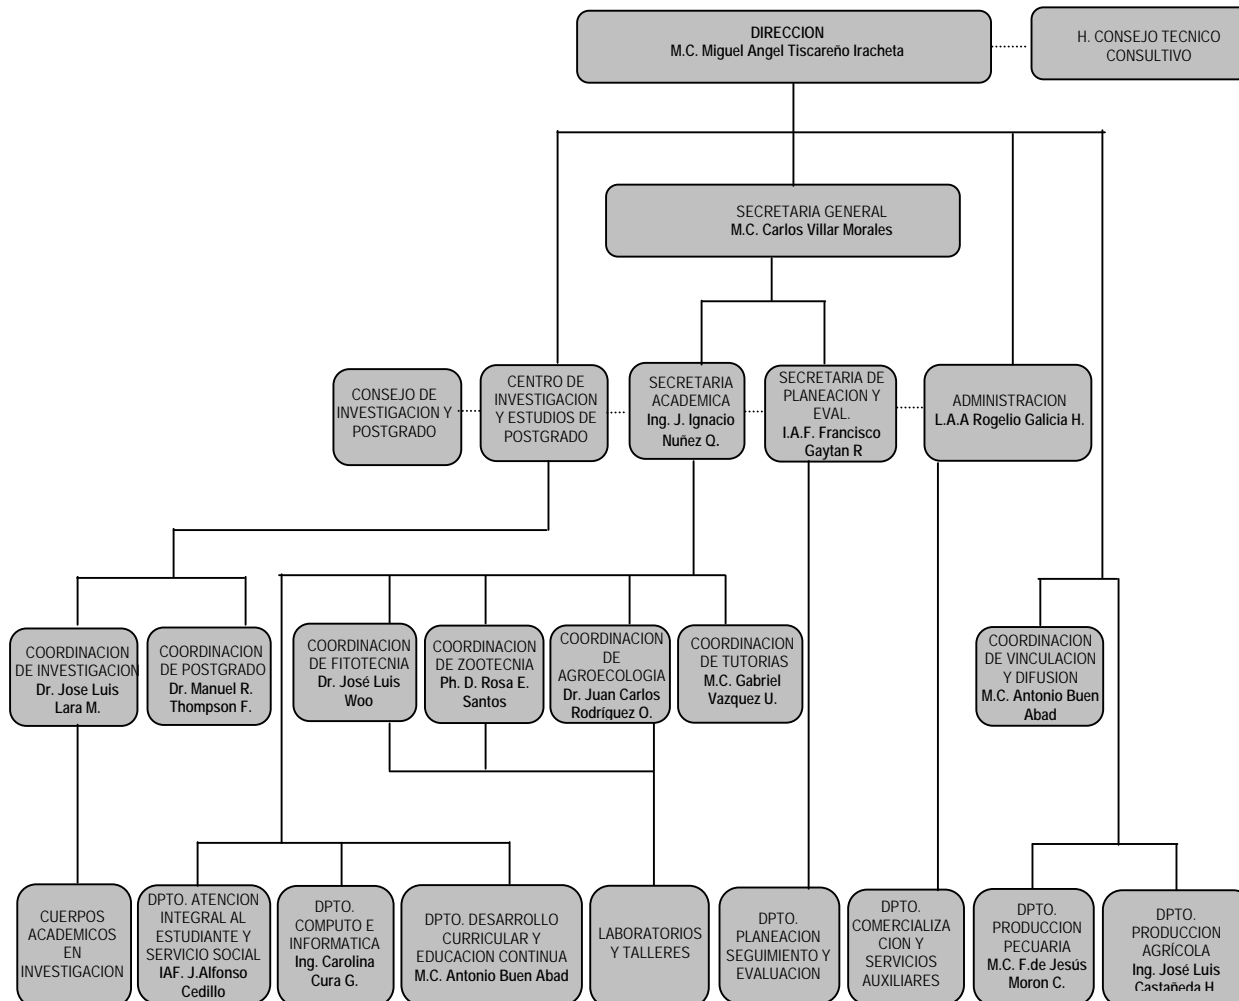 DIRECCION
M.C. Miguel Angel Tiscareño Iracheta
H. CONSEJO TECNICO
CONSULTIVO
SECRETARIA GENERAL
M.C. Carlos Villar Morales
CONSEJO DE
INVESTIGACION Y
POSTGRADO
CENTRO DE
INVESTIGACION
Y ESTUDIOS DE
POSTGRADO
SECRETARIA
ACADEMICA
Ing. J. Ignacio
Nuñez Q.
SECRETARIA DE
PLANEACION Y
EVAL.
I.A.F. Francisco
Gaytan R
ADMINISTRACION
L.A.A Rogelio Galicia H.
COORDINACION
DE INVESTIGACION
Dr. Jose Luis
Lara M.
COORDINACION
DE POSTGRADO
Dr. Manuel R.
Thompson F.
COORDINACION
DE FITOTECNIA
Dr. José Luis
Woo
COORDINACION
DE ZOOTECNIA
Ph. D. Rosa E.
Santos
COORDINACION
DE
AGROECOLOGIA
Dr. Juan Carlos
Rodríguez O.
COORDINACION
DE TUTORIAS
M.C. Gabriel
Vazquez U.
COORDINACION
DE VINCULACION
Y DIFUSION
M.C. Antonio Buen
Abad
CUERPOS
ACADEMICOS
EN
INVESTIGACION
DPTO. ATENCION
INTEGRAL AL
ESTUDIANTE Y
SERVICIO SOCIAL
IAF. J.Alfonso
Cedillo
DPTO.
COMPUTO E
INFORMATICA
Ing. Carolina
Cura G.
DPTO. DESARROLLO
CURRICULAR Y
EDUCACION CONTINUA
M.C. Antonio Buen Abad
LABORATORIOS
Y TALLERES
DPTO.
PLANEACION
SEGUIMIENTO Y
EVALUACION
DPTO.
COMERCIALIZA
CION Y
SERVICIOS
AUXILIARES
DPTO.
PRODUCCION
PECUARIA
M.C. F.de Jesús
Moron C.
DPTO.
PRODUCCION
AGRÍCOLA
Ing. José Luis
Castañeda H